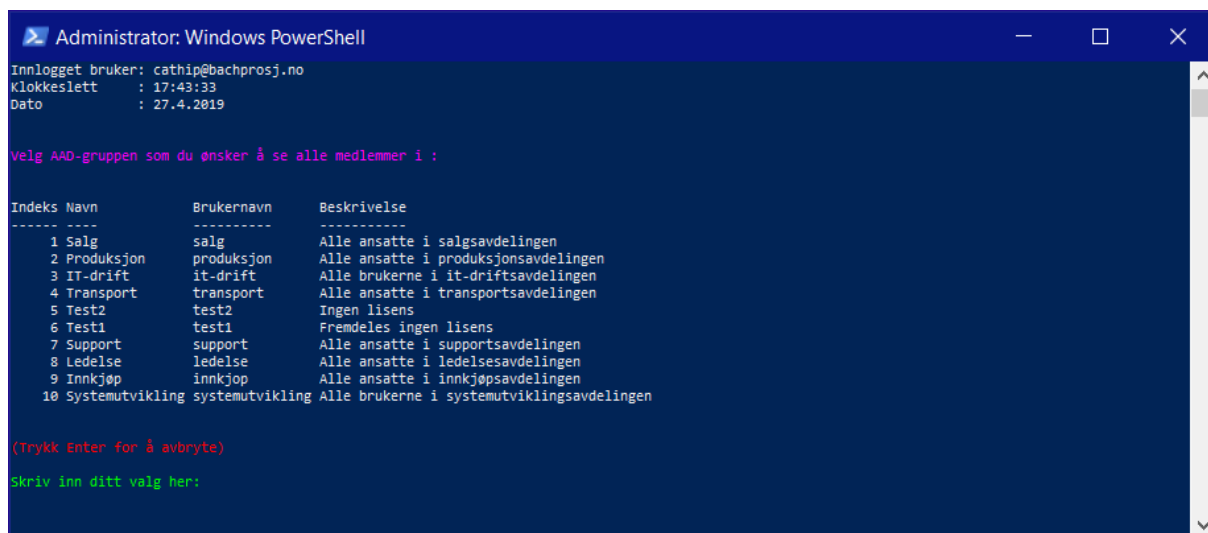 Administrator: Windows PowerShell
Innlogget bruker: cathip@bachprosj.no
Klokkeslett     : 17:43:33
Dato            : 27.4.2019
Velg AAD-gruppen som du ønsker å se alle medlemmer i :
Indeks Navn            Brukernavn      Beskrivelse
------ ----            ----------      -----------
     1 Salg            salg            Alle ansatte i salgsavdelingen
     2 Produksjon      produksjon      Alle ansatte i produksjonsavdelingen
     3 IT-drift        it-drift        Alle brukerne i it-driftsavdelingen
     4 Transport       transport       Alle ansatte i transportsavdelingen
     5 Test2           test2           Ingen lisens
     6 Test1           test1           Fremdeles ingen lisens
     7 Support         support         Alle ansatte i supportsavdelingen
     8 Ledelse         ledelse         Alle ansatte i ledelsesavdelingen
     9 Innkjøp         innkjop         Alle ansatte i innkjøpsavdelingen
    10 Systemutvikling systemutvikling Alle brukerne i systemutviklingsavdelingen
(Trykk Enter for å avbryte)
Skriv inn ditt valg her: